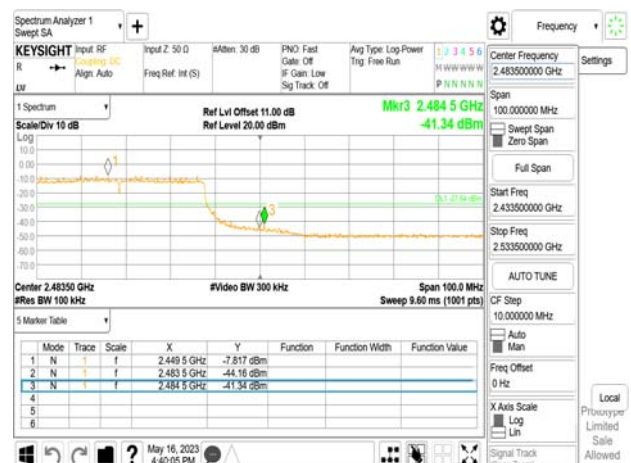 Spectrum Analyzer 1
Swept SA
Frequency
KEYSIGHT
R
LW
Input: RF
Coupling: DC
Align: Auto
Input Z: 50 Ω
Freq Ref: Int (S)
#Atten: 30 dB
PNO: Fast
Gate: Off
IF Gain: Low
Sig Track: Off
Avg Type: Log-Power
Trig: Free Run
1 2 3 4 5 6
M W W W W W
P N N N N N
1 Spectrum
Scale/Div 10 dB
Ref Lvl Offset 11.00 dB
Ref Level 20.00 dBm
Mkr3 2.484 5 GHz
-41.34 dBm
Log
10.0
0.00
-10.0
-20.0
-30.0
-40.0
-50.0
-60.0
-70.0
1
3
Center 2.48350 GHz
#Res BW 100 kHz
#Video BW 300 kHz
Span 100.0 MHz
Sweep 9.60 ms (1001 pts)
5 Marker Table
Mode Trace Scale X Y Function Function Width Function Value
1 N 1 f 2.449 5 GHz -7.817 dBm
2 N 1 f 2.483 5 GHz -44.16 dBm
3 N 1 f 2.484 5 GHz -41.34 dBm
4
5
6
?
May 16, 2023
4:40:05 PM
Center Frequency
2.483500000 GHz
Settings
Span
100.000000 MHz
Swept Span
Zero Span
Full Span
Start Freq
2.433500000 GHz
Stop Freq
2.533500000 GHz
AUTO TUNE
CF Step
10.000000 MHz
Auto
Man
Freq Offset
0 Hz
X Axis Scale
Log
Lin
Local
Prototype
Limited
Sale
Allowed
Signal Track